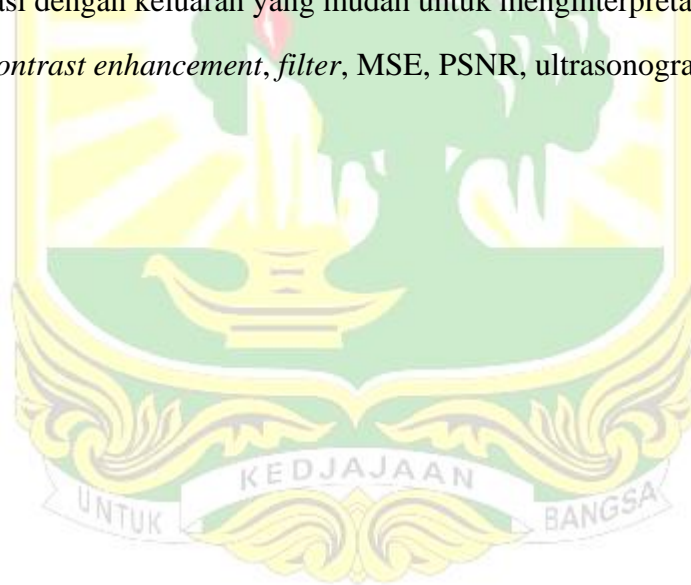 asi dengan keluaran yang mudah untuk menginterpreta
ontrast enhancement, filter, MSE, PSNR, ultrasonogra
UNTUK KEDJAJAAN BANGSA